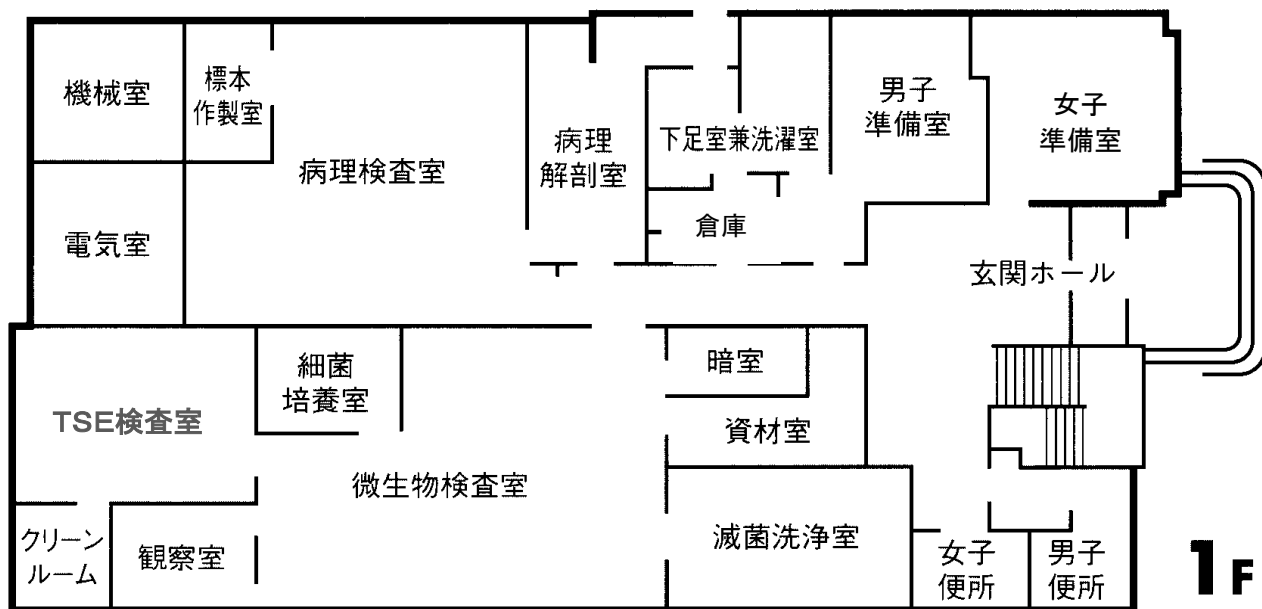 機械室
標本
作製室
病理検査室
病理
解剖室
下足室兼洗濯室
男子
準備室
女子
準備室
電気室
倉庫
玄関ホール
TSE検査室
細菌
培養室
暗室
資材室
微生物検査室
クリーン
ルーム
観察室
滅菌洗浄室
女子
便所
男子
便所
1F